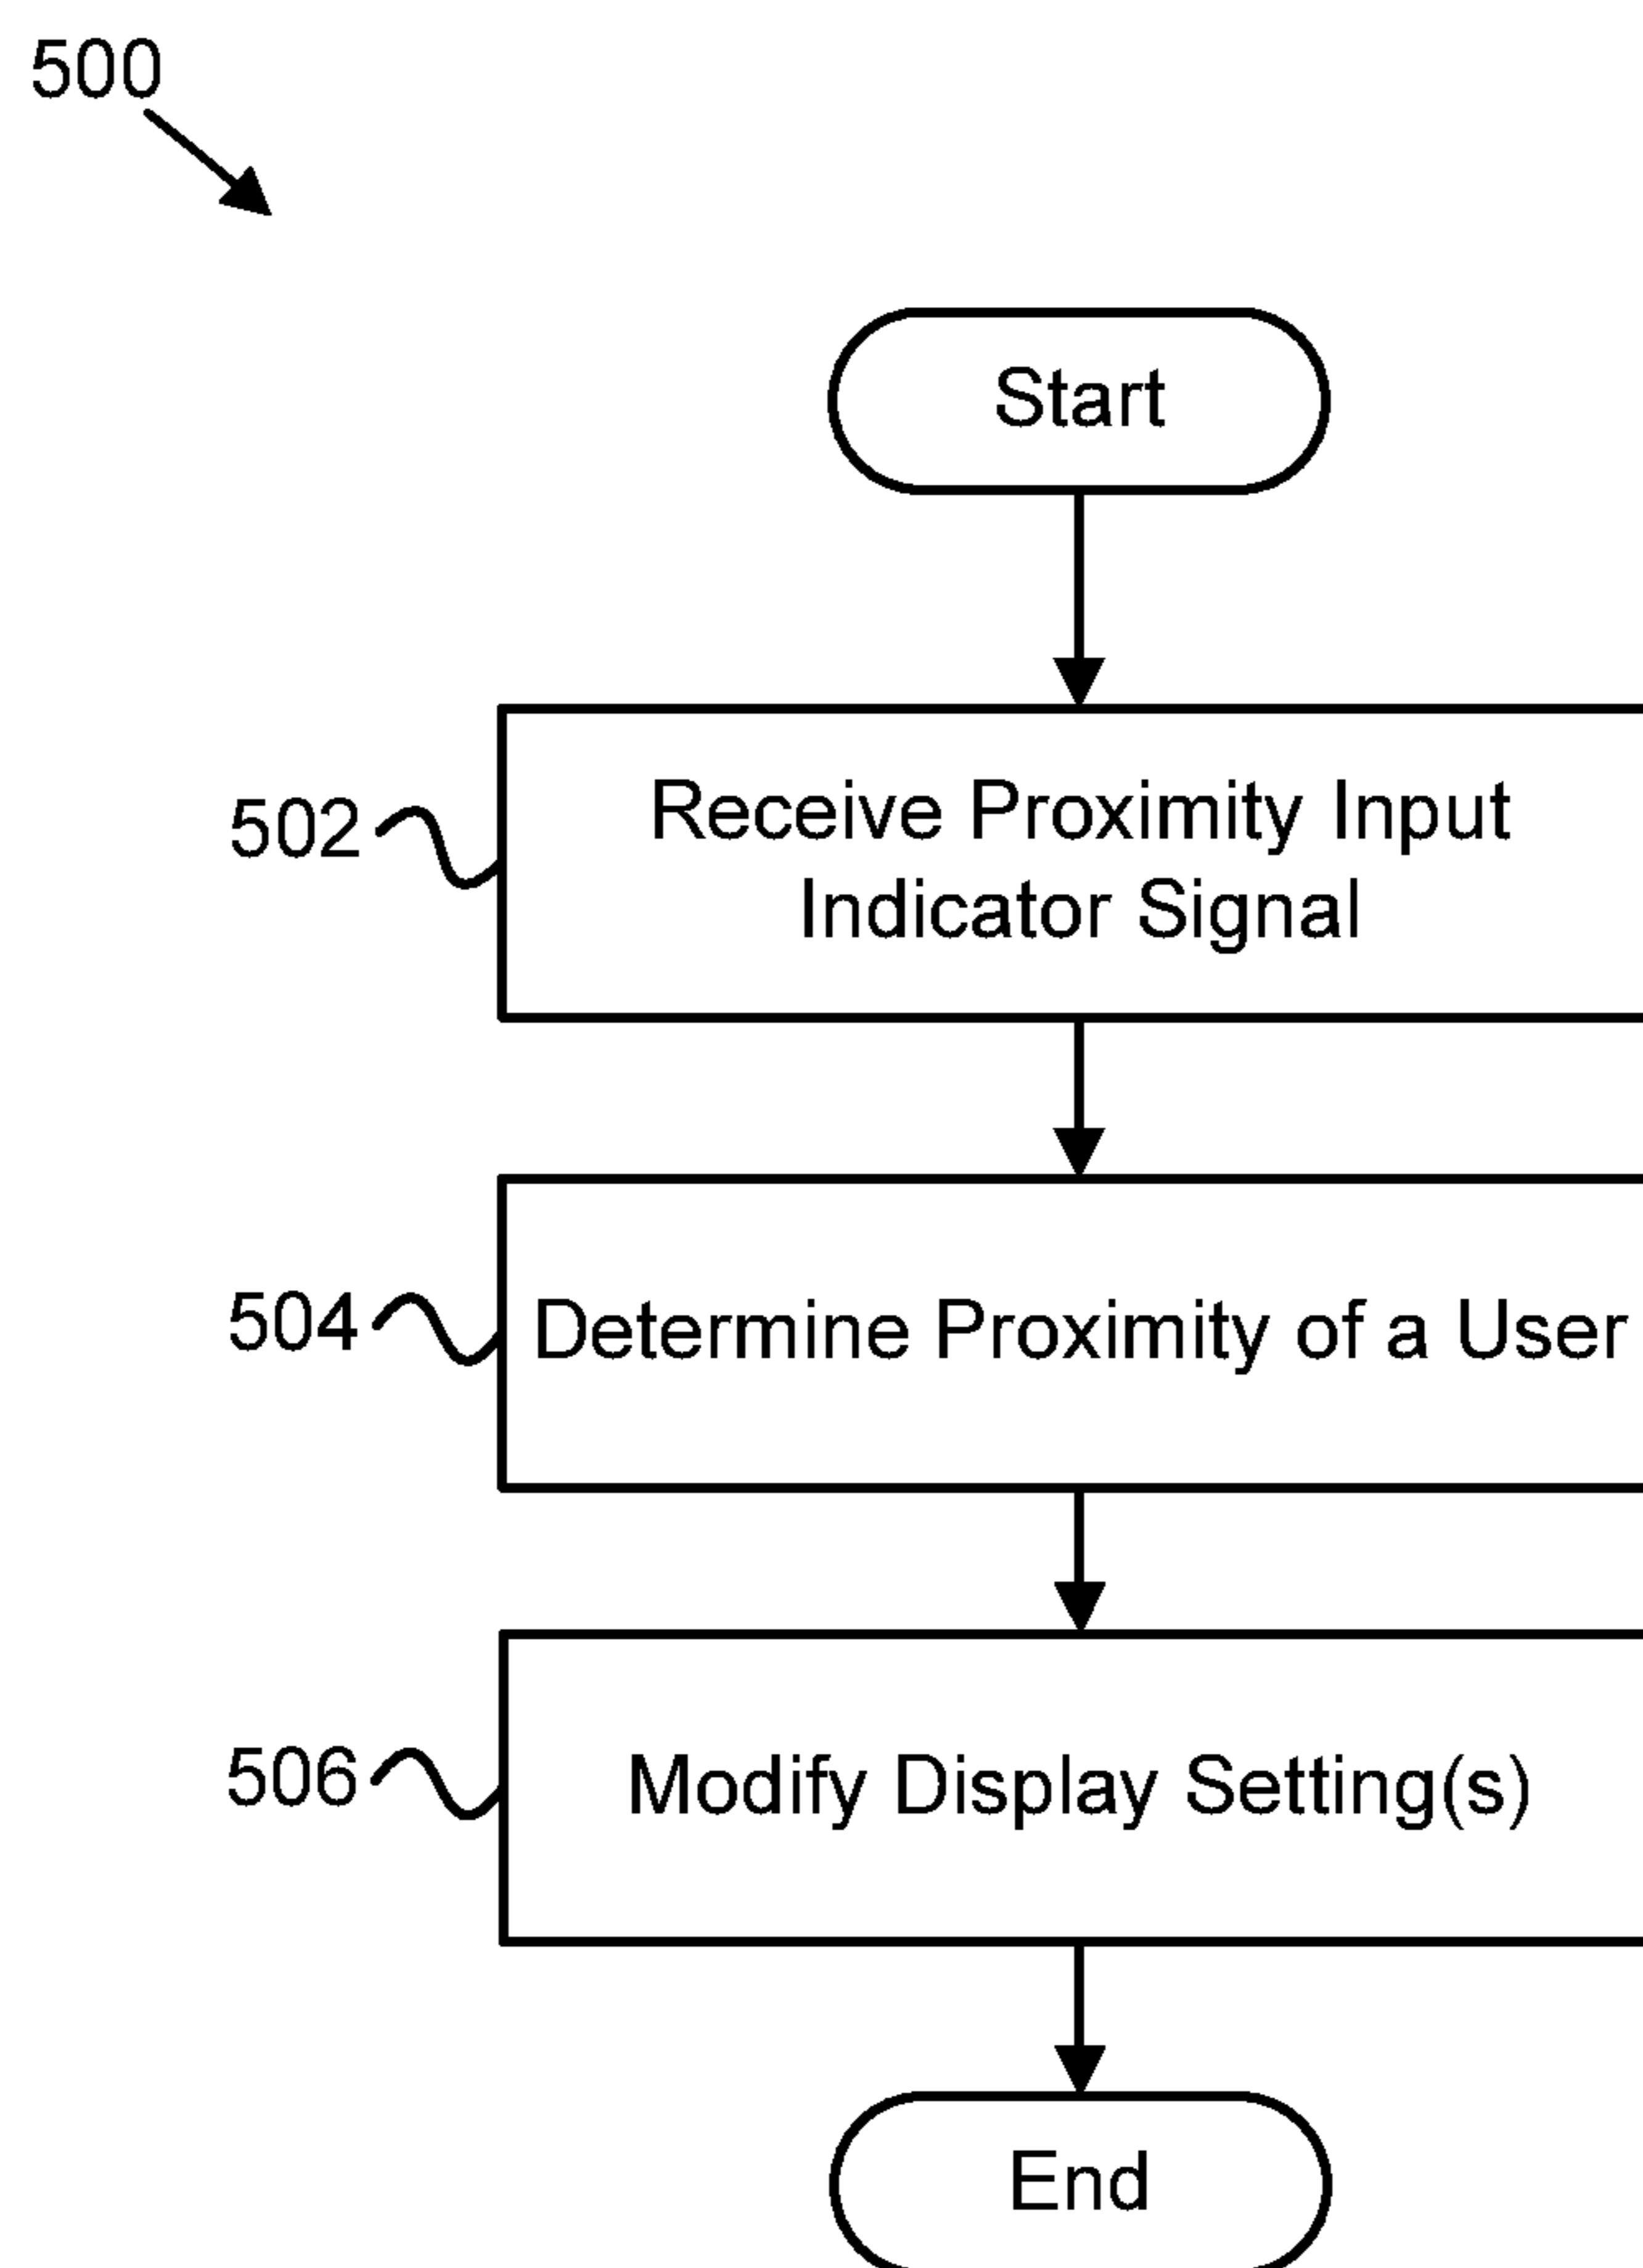 500
Start
502
Receive Proximity Input
Indicator Signal
504
Determine Proximity of a User
506
Modify Display Setting(s)
End